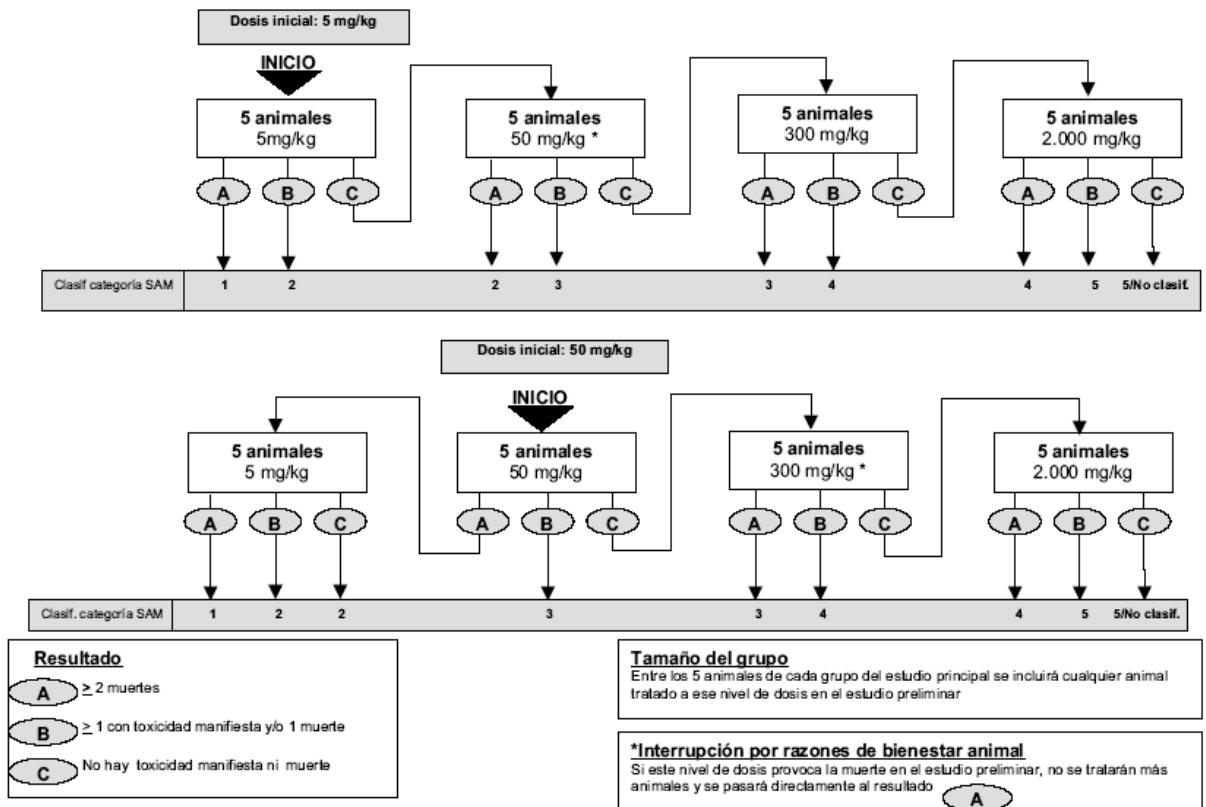 Dosis inicial: 5 mg/kg
INICIO
5 animales
5mg/kg
5 animales
50 mg/kg *
5 animales
300 mg/kg
5 animales
2.000 mg/kg
A B C A B C A B C A B C
Clasif categoría SAM 1 2 2 3 3 4 4 5 5/No clasif.
Dosis inicial: 50 mg/kg
INICIO
5 animales
5 mg/kg
5 animales
50 mg/kg
5 animales
300 mg/kg *
5 animales
2.000 mg/kg
A B C A B C A B C A B C
Clasif. categoría SAM 1 2 2 3 3 4 4 5 5/No clasif.
Resultado
A ≥ 2 muertes
B ≥ 1 con toxicidad manifiesta y/o 1 muerte
C No hay toxicidad manifiesta ni muerte
Tamaño del grupo
Entre los 5 animales de cada grupo del estudio principal se incluirá cualquier animal
tratado a ese nivel de dosis en el estudio preliminar
*Interrupción por razones de bienestar animal
Si este nivel de dosis provoca la muerte en el estudio preliminar, no se tratarán más
animales y se pasará directamente al resultado A